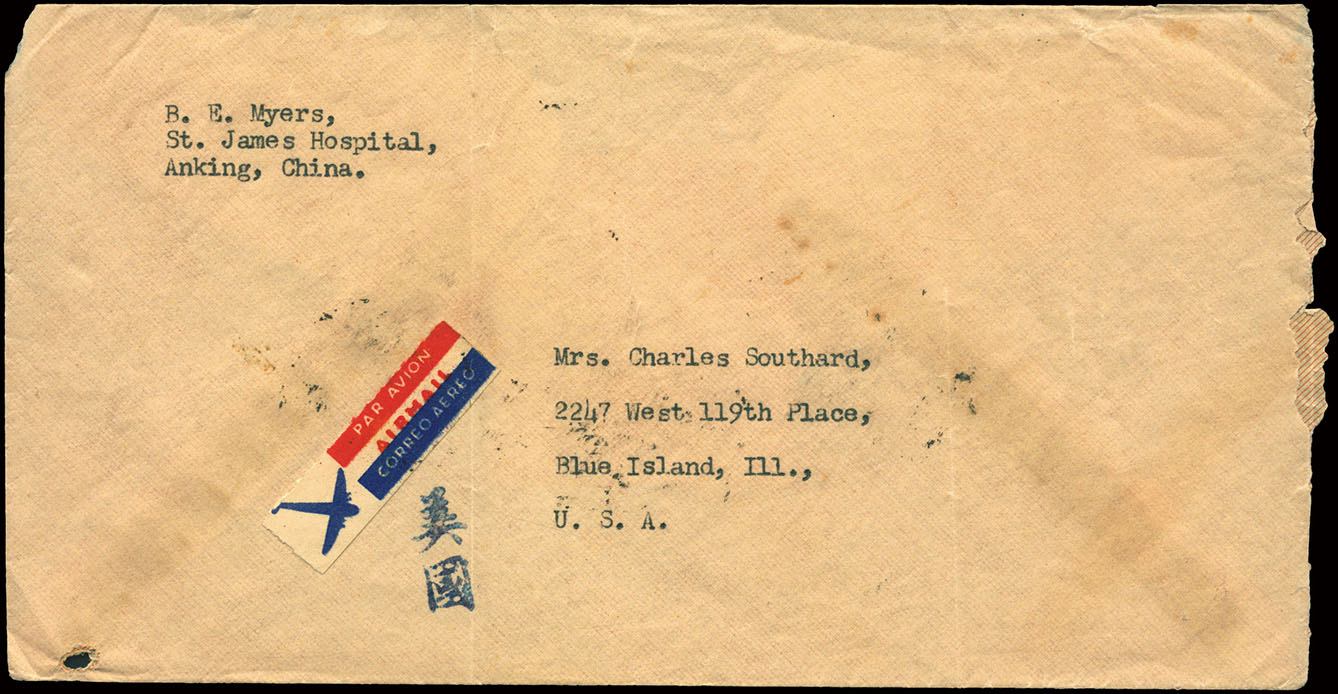 B. E. Myers,
St. James Hospital,
Anking, China.
PAR AVION
AIRMAIL
CORREO AEREO
美國
Mrs. Charles Southard,
2247 West 119th Place,
Blue Island, Ill.,
U. S. A.